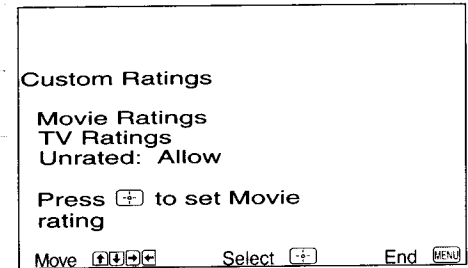 Custom Ratings
Movie Ratings
TV Ratings
Unrated: Allow
Press to set Movie
rating
Move Select End MENU